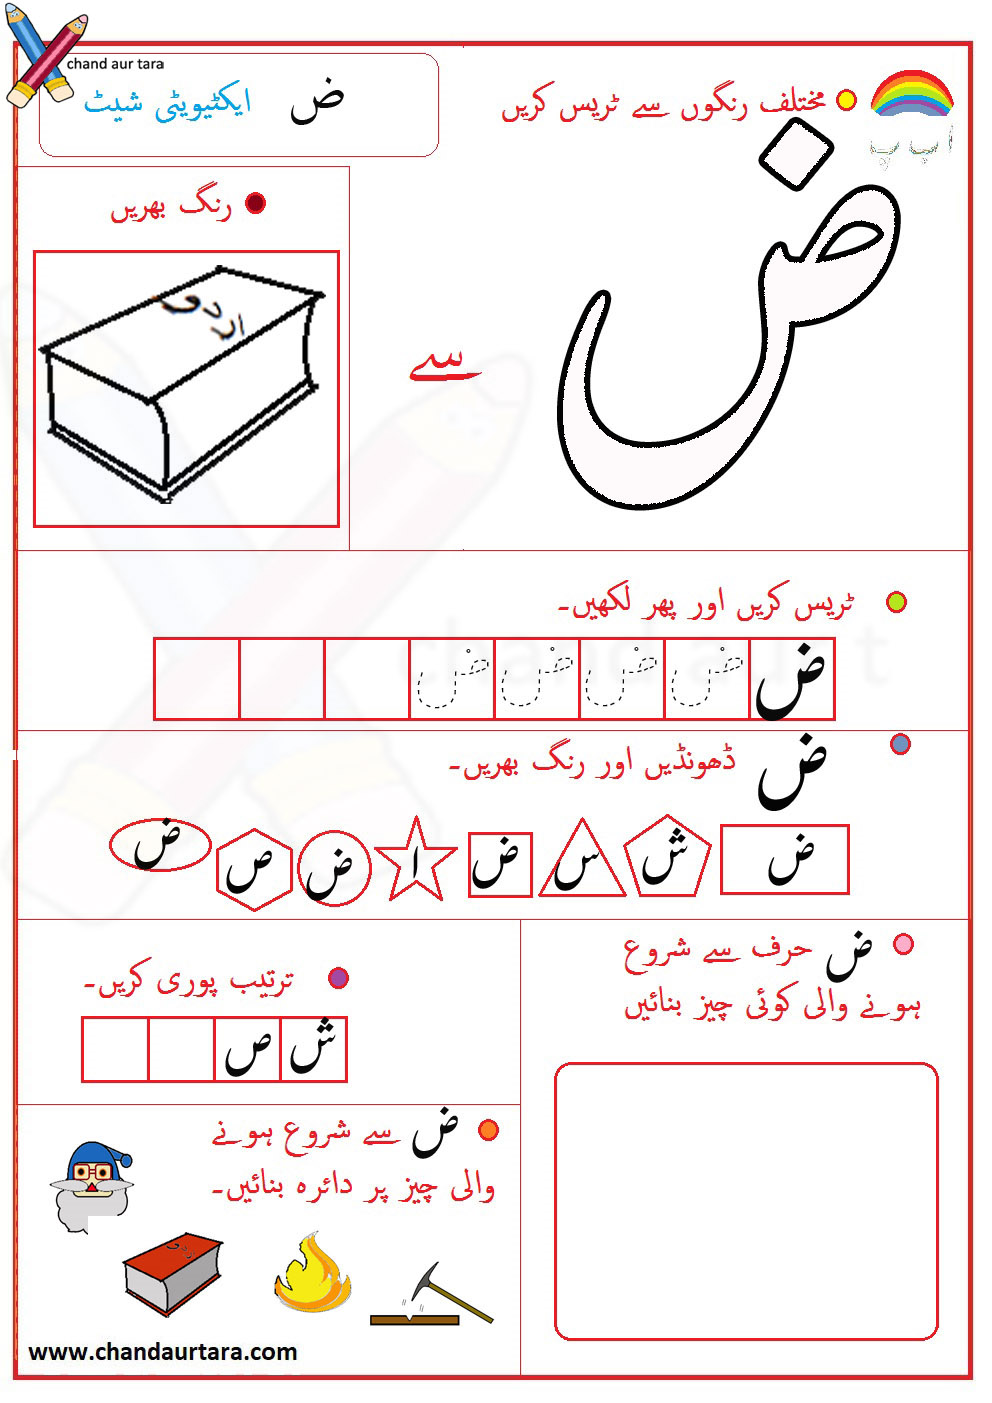 chand aur tara
ض ایکٹیویٹی شیٹ
مختلف رنگوں سے ٹریس کریں
ا پ پ
ض
سے
رنگ بھریں
اردو
ٹریس کریں اور پھر لکھیں۔
ض ض ض ض ض
ض ڈھونڈیں اور رنگ بھریں۔
ض ش س ض ا ض ص ض
ض حرف سے شروع
ہونے والی کوئی چیز بنائیں
ترتیب پوری کریں۔
ش ص
ض سے شروع ہونے
والی چیز پر دائرہ بنائیں۔
www.chandaurtara.com